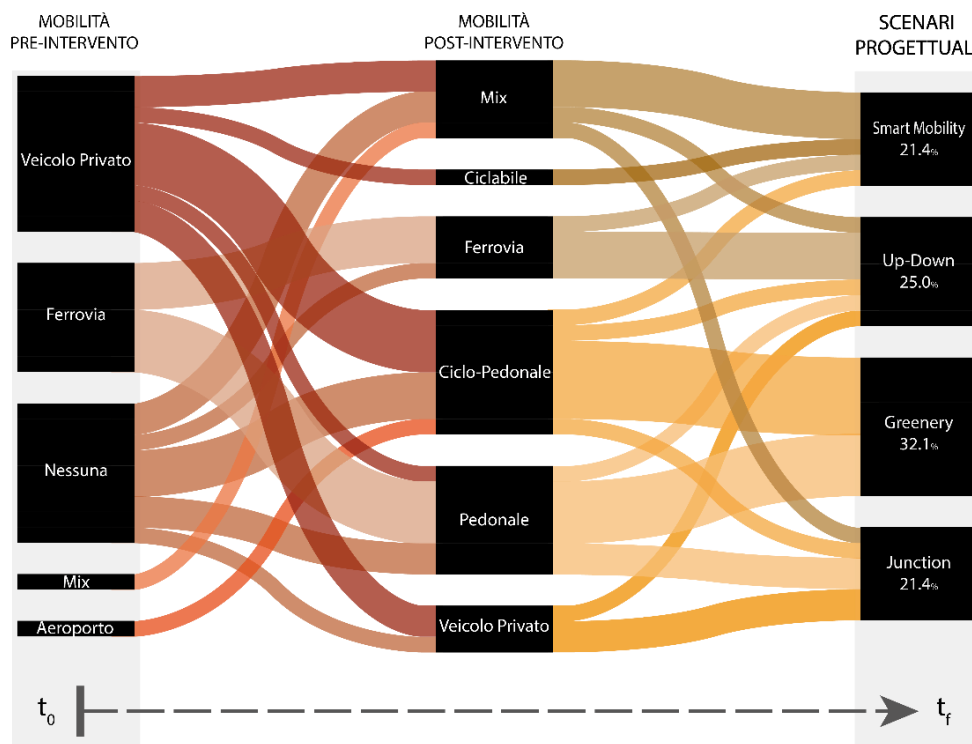 MOBILITÀ
PRE-INTERVENTO
MOBILITÀ
POST-INTERVENTO
SCENARI
PROGETTUAL
Veicolo Privato
Ferrovia
Nessuna
Mix
Aeroporto
Mix
Ciclabile
Ferrovia
Ciclo-Pedonale
Pedonale
Veicolo Privato
Smart Mobility
21.4%
Up-Down
25.0%
Greenery
32.1%
Junction
21.4%
t0
tf